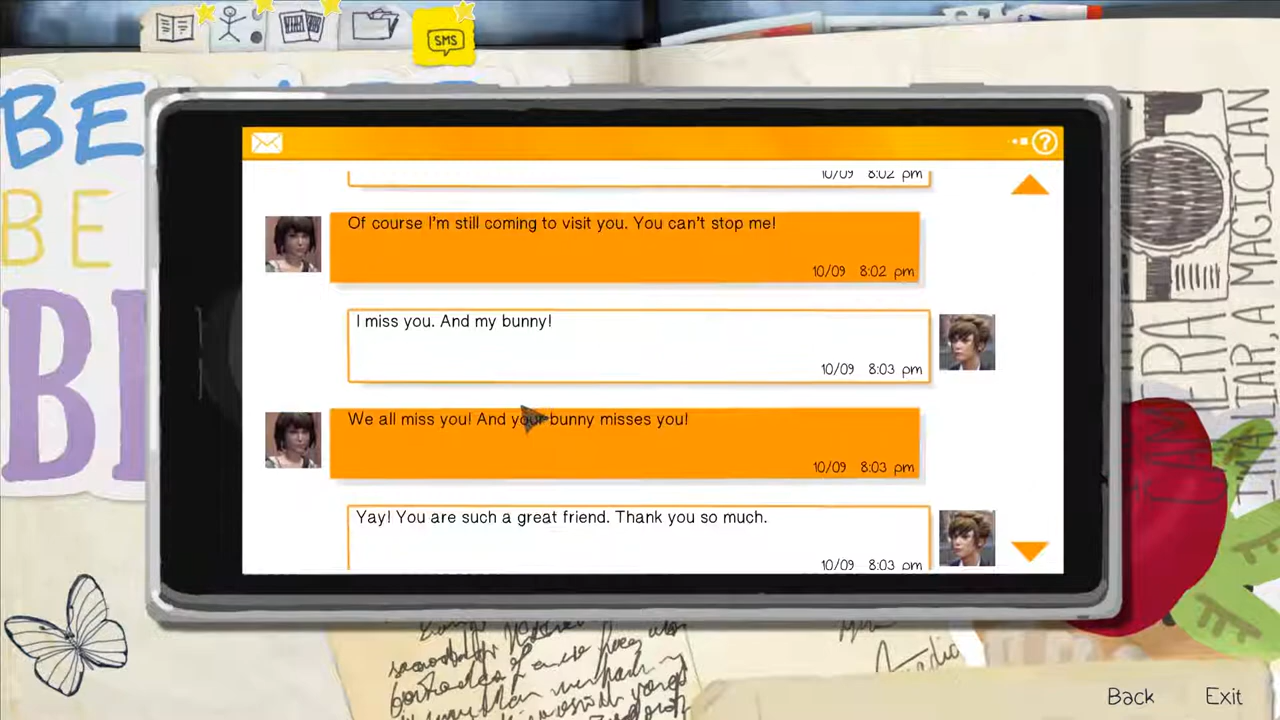 SMS
BE
BE
10/09 8:02 pm
Of course I'm still coming to visit you. You can't stop me!
10/09 8:02 pm
I miss you. And my bunny!
10/09 8:03 pm
We all miss you! And your bunny misses you!
10/09 8:03 pm
Yay! You are such a great friend. Thank you so much.
10/09 8:03 pm
A MAGICIAN
Back Exit